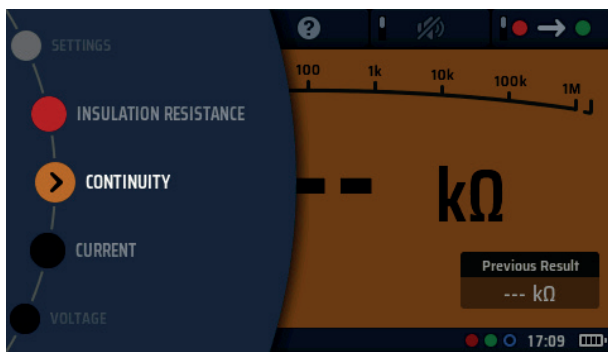 SETTINGS
INSULATION RESISTANCE
CONTINUITY
CURRENT
VOLTAGE
?
100 1k 10k 100k 1M
-- kΩ
Previous Result
--- kΩ
17:09